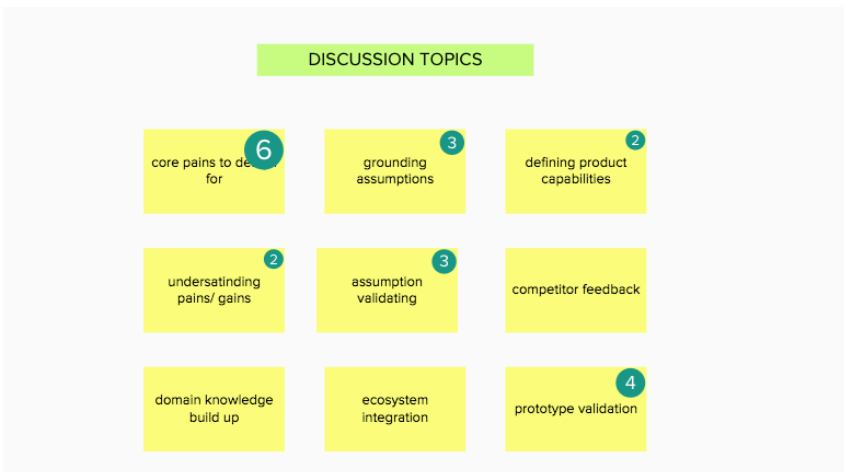 DISCUSSION TOPICS
6
core pains to
for
3
grounding
assumptions
2
defining product
capabilities
2
undersatinding
pains/ gains
3
assumption
validating
competitor feedback
domain knowledge
build up
ecosystem
integration
4
prototype validation